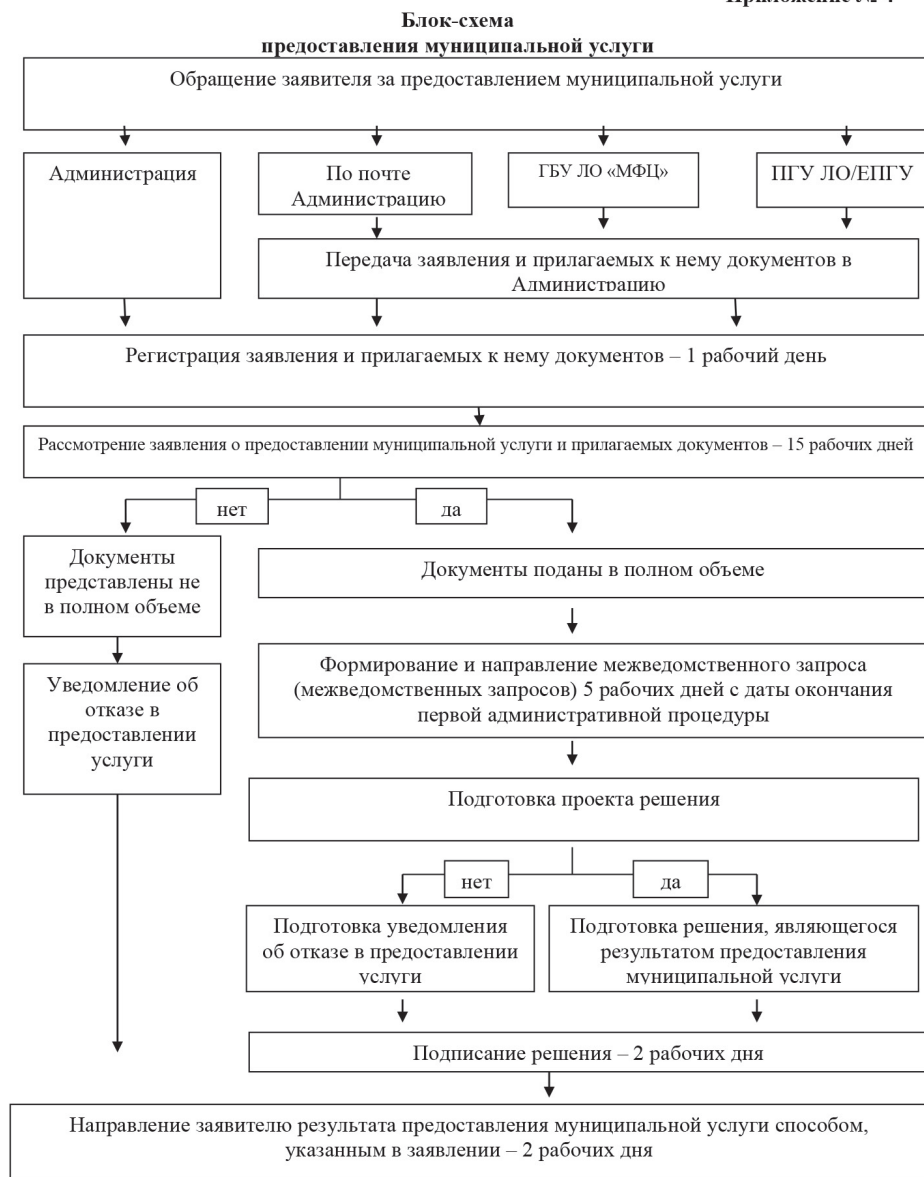 Блок-схема
предоставления муниципальной услуги
Обращение заявителя за предоставлением муниципальной услуги
Администрация
По почте
Администрацию
ГБУ ЛО «МФЦ»
ПГУ ЛО/ЕПГУ
Передача заявления и прилагаемых к нему документов в
Администрацию
Регистрация заявления и прилагаемых к нему документов – 1 рабочий день
Рассмотрение заявления о предоставлении муниципальной услуги и прилагаемых документов – 15 рабочих дней
нет
да
Документы
представлены не
в полном объеме
Документы поданы в полном объеме
Уведомление об
отказе в
предоставлении
услуги
Формирование и направление межведомственного запроса
(межведомственных запросов) 5 рабочих дней с даты окончания
первой административной процедуры
Подготовка проекта решения
нет
да
Подготовка уведомления
об отказе в предоставлении
услуги
Подготовка решения, являющегося
результатом предоставления
муниципальной услуги
Подписание решения – 2 рабочих дня
Направление заявителю результата предоставления муниципальной услуги способом,
указанным в заявлении – 2 рабочих дня